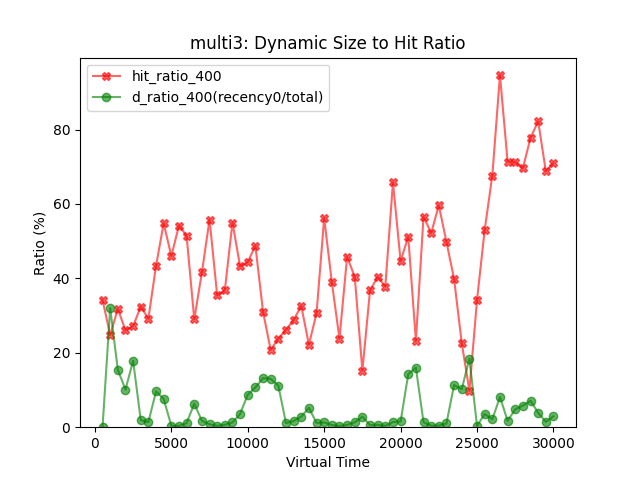 multi3: Dynamic Size to Hit Ratio
hit_ratio_400
d_ratio_400(recency0/total)
Ratio (%)
80
60
40
20
0
0 5000 10000 15000 20000 25000 30000
Virtual Time